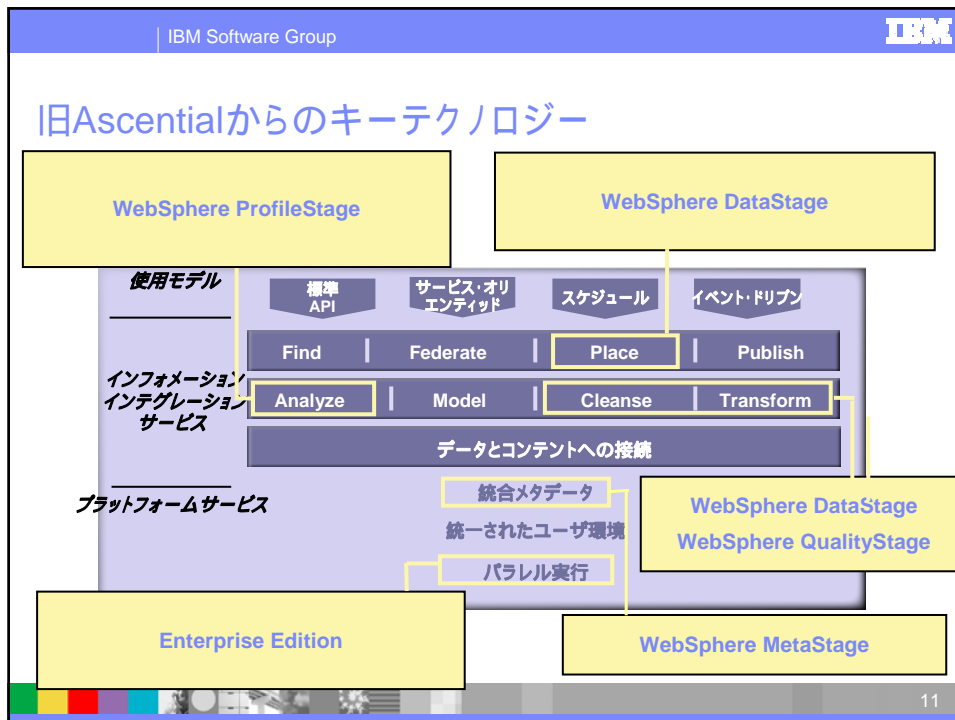 IBM Software Group
IBM
旧Ascentialからのキーテクノロジー
WebSphere ProfileStage
WebSphere DataStage
使用モデル
標準
API
サービス・オリ
エンティッド
スケジュール
イベント・ドリブン
Find
Federate
Place
Publish
インフォメーション
インテグレーション
サービス
Analyze
Model
Cleanse
Transform
データとコンテントへの接続
プラットフォームサービス
統合メタデータ
統一されたユーザ環境
パラレル実行
WebSphere DataStage
WebSphere QualityStage
Enterprise Edition
WebSphere MetaStage
11